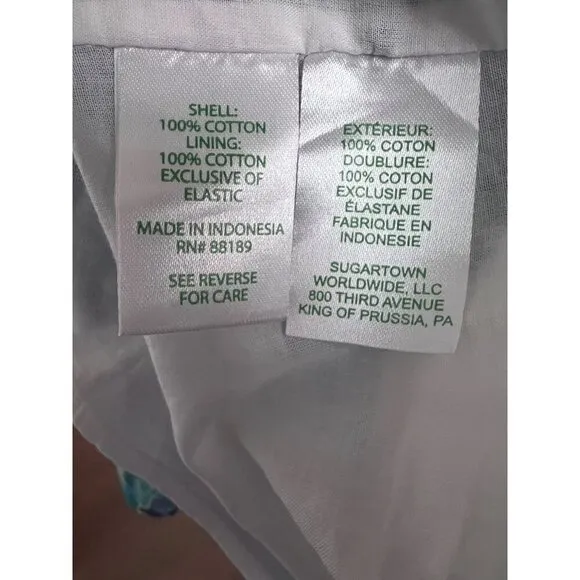 SHELL:
100% COTTON
LINING:
100% COTTON
EXCLUSIVE OF
ELASTIC
MADE IN INDONESIA
RN# 88189
SEE REVERSE
FOR CARE
EXTÉRIEUR:
100% COTON
DOUBLURE:
100% COTON
EXCLUSIF DE
ÉLASTANE
FABRIQUE EN
INDONESIE
SUGARTOWN
WORLDWIDE, LLC
800 THIRD AVENUE
KING OF PRUSSIA, PA